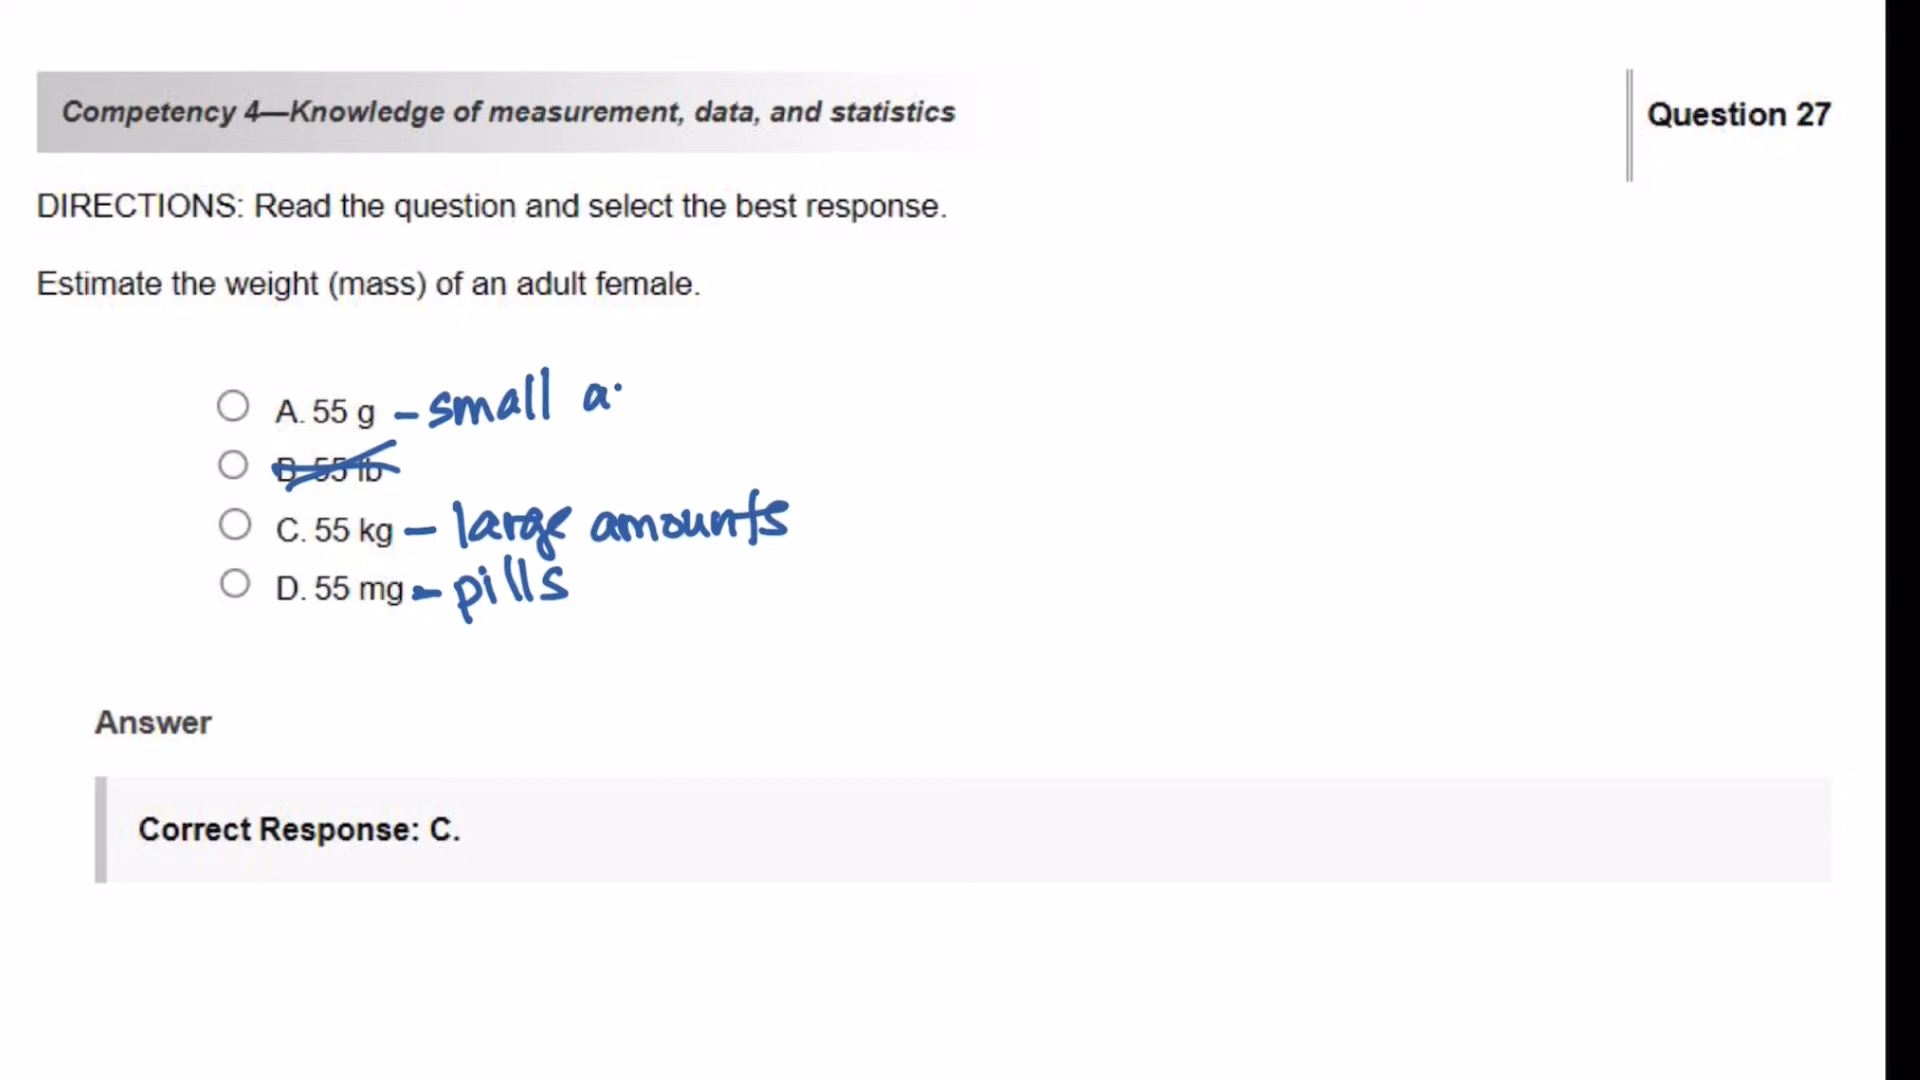 Competency 4—Knowledge of measurement, data, and statistics
Question 27
DIRECTIONS: Read the question and select the best response.
Estimate the weight (mass) of an adult female.
A. 55 g – small a
B. 55 lb
C. 55 kg – large amounts
D. 55 mg – pills
Answer
Correct Response: C.